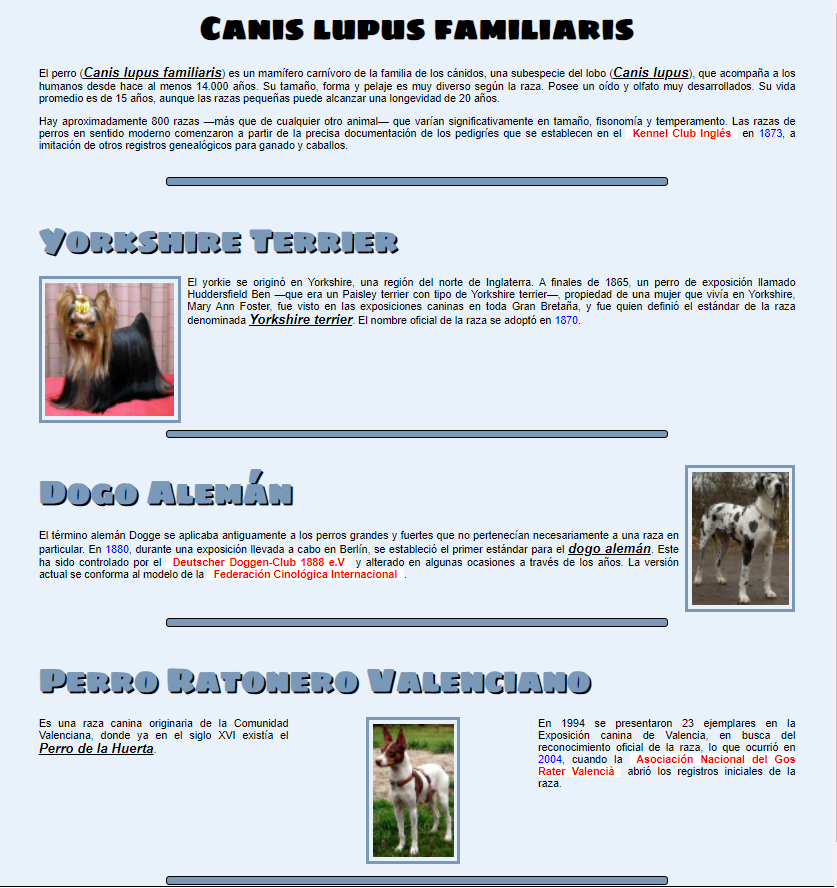 Canis lupus familiaris
El perro (Canis lupus familiaris) es un mamífero carnívoro de la familia de los cánidos, una subespecie del lobo (Canis lupus), que acompaña a los
humanos desde hace al menos 14.000 años. Su tamaño, forma y pelaje es muy diverso según la raza. Posee un oído y olfato muy desarrollados. Su vida
promedio es de 15 años, aunque las razas pequeñas puede alcanzar una longevidad de 20 años.
Hay aproximadamente 800 razas —más que de cualquier otro animal— que varían significativamente en tamaño, fisonomía y temperamento. Las razas de
perros en sentido moderno comenzaron a partir de la precisa documentación de los pedigríes que se establecen en el Kennel Club Inglés en 1873, a
imitación de otros registros genealógicos para ganado y caballos.
Yorkshire Terrier
El yorkie se originó en Yorkshire, una región del norte de Inglaterra. A finales de 1865, un perro de exposición llamado
Huddersfield Ben —que era un Paisley terrier con tipo de Yorkshire terrier—, propiedad de una mujer que vivía en Yorkshire,
Mary Ann Foster, fue visto en las exposiciones caninas en toda Gran Bretaña, y fue quien definió el estándar de la raza
denominada Yorkshire terrier. El nombre oficial de la raza se adoptó en 1870.
Dogo Alemán
El término alemán Dogge se aplicaba antiguamente a los perros grandes y fuertes que no pertenecían necesariamente a una raza en
particular. En 1880, durante una exposición llevada a cabo en Berlín, se estableció el primer estándar para el dogo alemán. Este
ha sido controlado por el Deutscher Doggen-Club 1888 e.V y alterado en algunas ocasiones a través de los años. La versión
actual se conforma al modelo de la Federación Cinológica Internacional .
Perro Ratonero Valenciano
Es una raza canina originaria de la Comunidad
Valenciana, donde ya en el siglo XVI existía el
Perro de la Huerta.
En 1994 se presentaron 23 ejemplares en la
Exposición canina de Valencia, en busca del
reconocimiento oficial de la raza, lo que ocurrió en
2004, cuando la Asociación Nacional del Gos
Rater Valencià abrió los registros iniciales de la
raza.